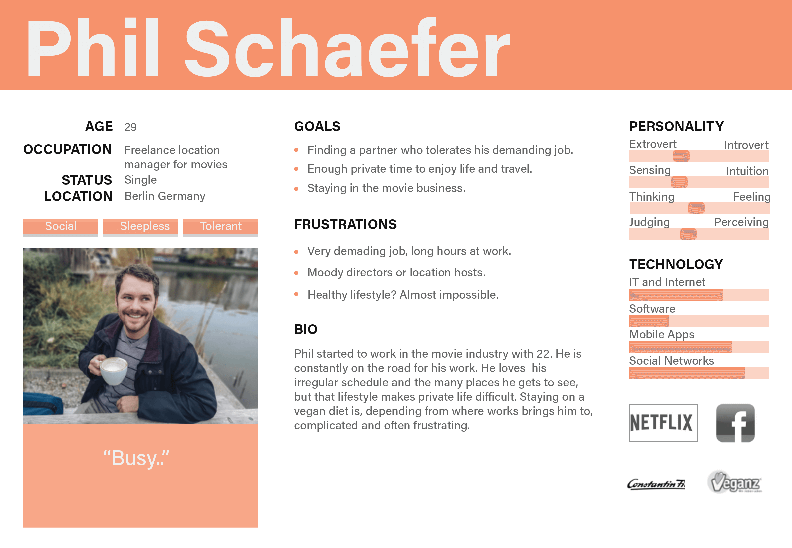 Phil Schaefer
AGE 29
OCCUPATION Freelance location
manager for movies
STATUS Single
LOCATION Berlin Germany
Social Sleepless Tolerant
“Busy..”
GOALS
Finding a partner who tolerates his demanding job.
Enough private time to enjoy life and travel.
Staying in the movie business.
FRUSTRATIONS
Very demading job, long hours at work.
Moody directors or location hosts.
Healthy lifestyle? Almost impossible.
BIO
Phil started to work in the movie industry with 22. He is
constantly on the road for his work. He loves his
irregular schedule and the many places he gets to see,
but that lifestyle makes private life difficult. Staying on a
vegan diet is, depending from where works brings him to,
complicated and often frustrating.
PERSONALITY
Extrovert Introvert
Sensing Intuition
Thinking Feeling
Judging Perceiving
TECHNOLOGY
IT and Internet
Software
Mobile Apps
Social Networks
NETFLIX f
Constantin Fi Veganz